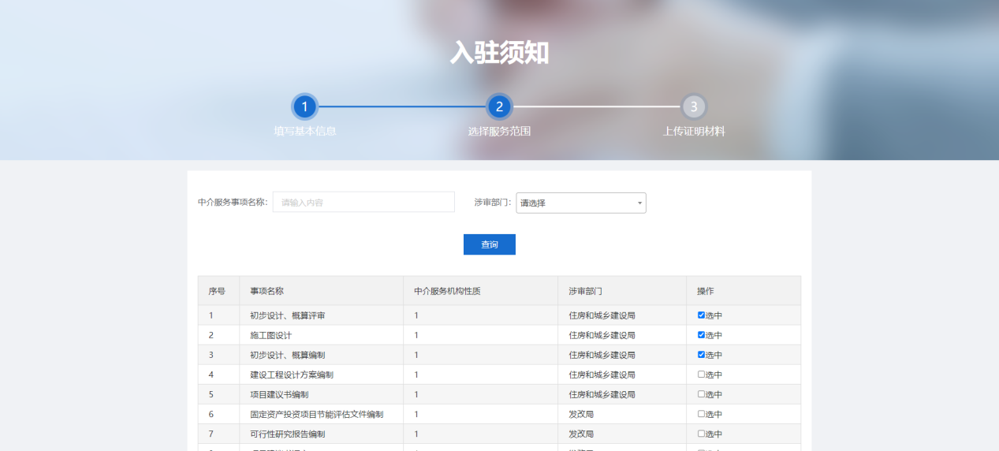 入驻须知
1 2 3
填写基本信息 选择服务范围 上传证明材料
中介服务事项名称: 请输入内容 涉审部门: 请选择
查询
序号 事项名称 中介服务机构性质 涉审部门 操作
1 初步设计、概算评审 1 住房和城乡建设局 选中
2 施工图设计 1 住房和城乡建设局 选中
3 初步设计、概算编制 1 住房和城乡建设局 选中
4 建设工程设计方案编制 1 住房和城乡建设局 选中
5 项目建议书编制 1 住房和城乡建设局 选中
6 固定资产投资项目节能评估文件编制 1 发改局 选中
7 可行性研究报告编制 1 发改局 选中